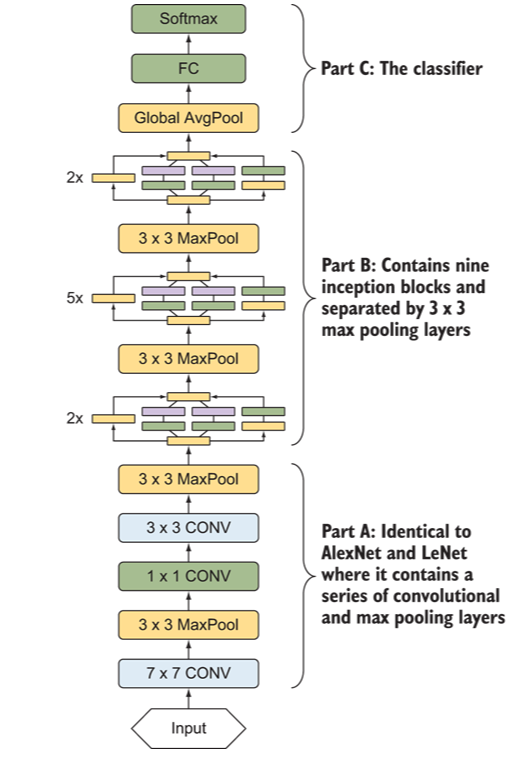 Softmax
FC
Global AvgPool
Part C: The classifier
2x
3 x 3 MaxPool
5x
3 x 3 MaxPool
2x
Part B: Contains nine
inception blocks and
separated by 3 x 3
max pooling layers
3 x 3 MaxPool
3 x 3 CONV
1 x 1 CONV
3 x 3 MaxPool
7 x 7 CONV
Input
Part A: Identical to
AlexNet and LeNet
where it contains a
series of convolutional
and max pooling layers